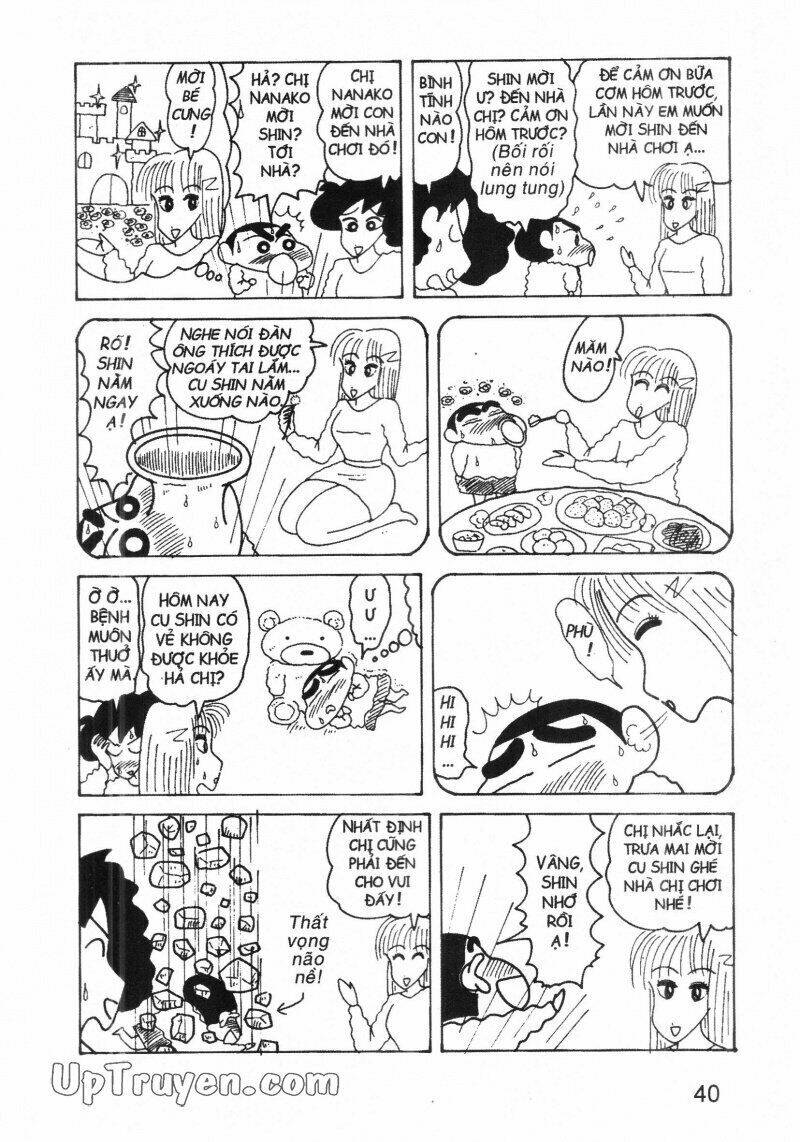 ĐỂ CẢM ƠN BỮA
CƠM HÔM TRƯỚC,
LẦN NÀY EM MUỐN
MỜI SHIN ĐẾN
NHÀ CHƠI Ạ...
SHIN MỜI
Ư? ĐẾN NHÀ
CHỊ? CẢM ƠN
HÔM TRƯỚC?
(Bối rối
nên nói
lung tung)
BÌNH
TĨNH
NÀO
CON!
CHỊ
NANAKO
MỜI CON
ĐẾN NHÀ
CHƠI ĐÓ!
HẢ? CHỊ
NANAKO
MỜI
SHIN?
TỚI
NHÀ?
MỜI
BÉ
CƯNG!
MĂM
NÀO!
NGHE NỐI ĐÀN
ÔNG THÍCH ĐƯỢC
NGOÁY TAI LẮM...
CU SHIN NẰM
XUỐNG NÀO.
RỐ!
SHIN
NẰM
NGAY
Ạ!
PHÙ!
HI
HI
HI
...
Ư
Ư
...
HÔM NAY
CU SHIN CÓ
VẺ KHÔNG
ĐƯỢC KHỎE
HẢ CHỊ?
Ờ Ờ...
BỆNH
MUÔN
THUỞ
ẤY MÀ.
CHỊ NHẮC LẠI,
TRƯA MAI MỜI
CU SHIN GHÉ
NHÀ CHỊ CHƠI
NHÉ!
VÂNG,
SHIN
NHỚ
RỒI
Ạ!
NHẤT ĐỊNH
CHỊ CŨNG
PHẢI ĐẾN
CHO VUI
ĐẤY!
Thất
vọng
não
nề!
UpTruyen.com
40